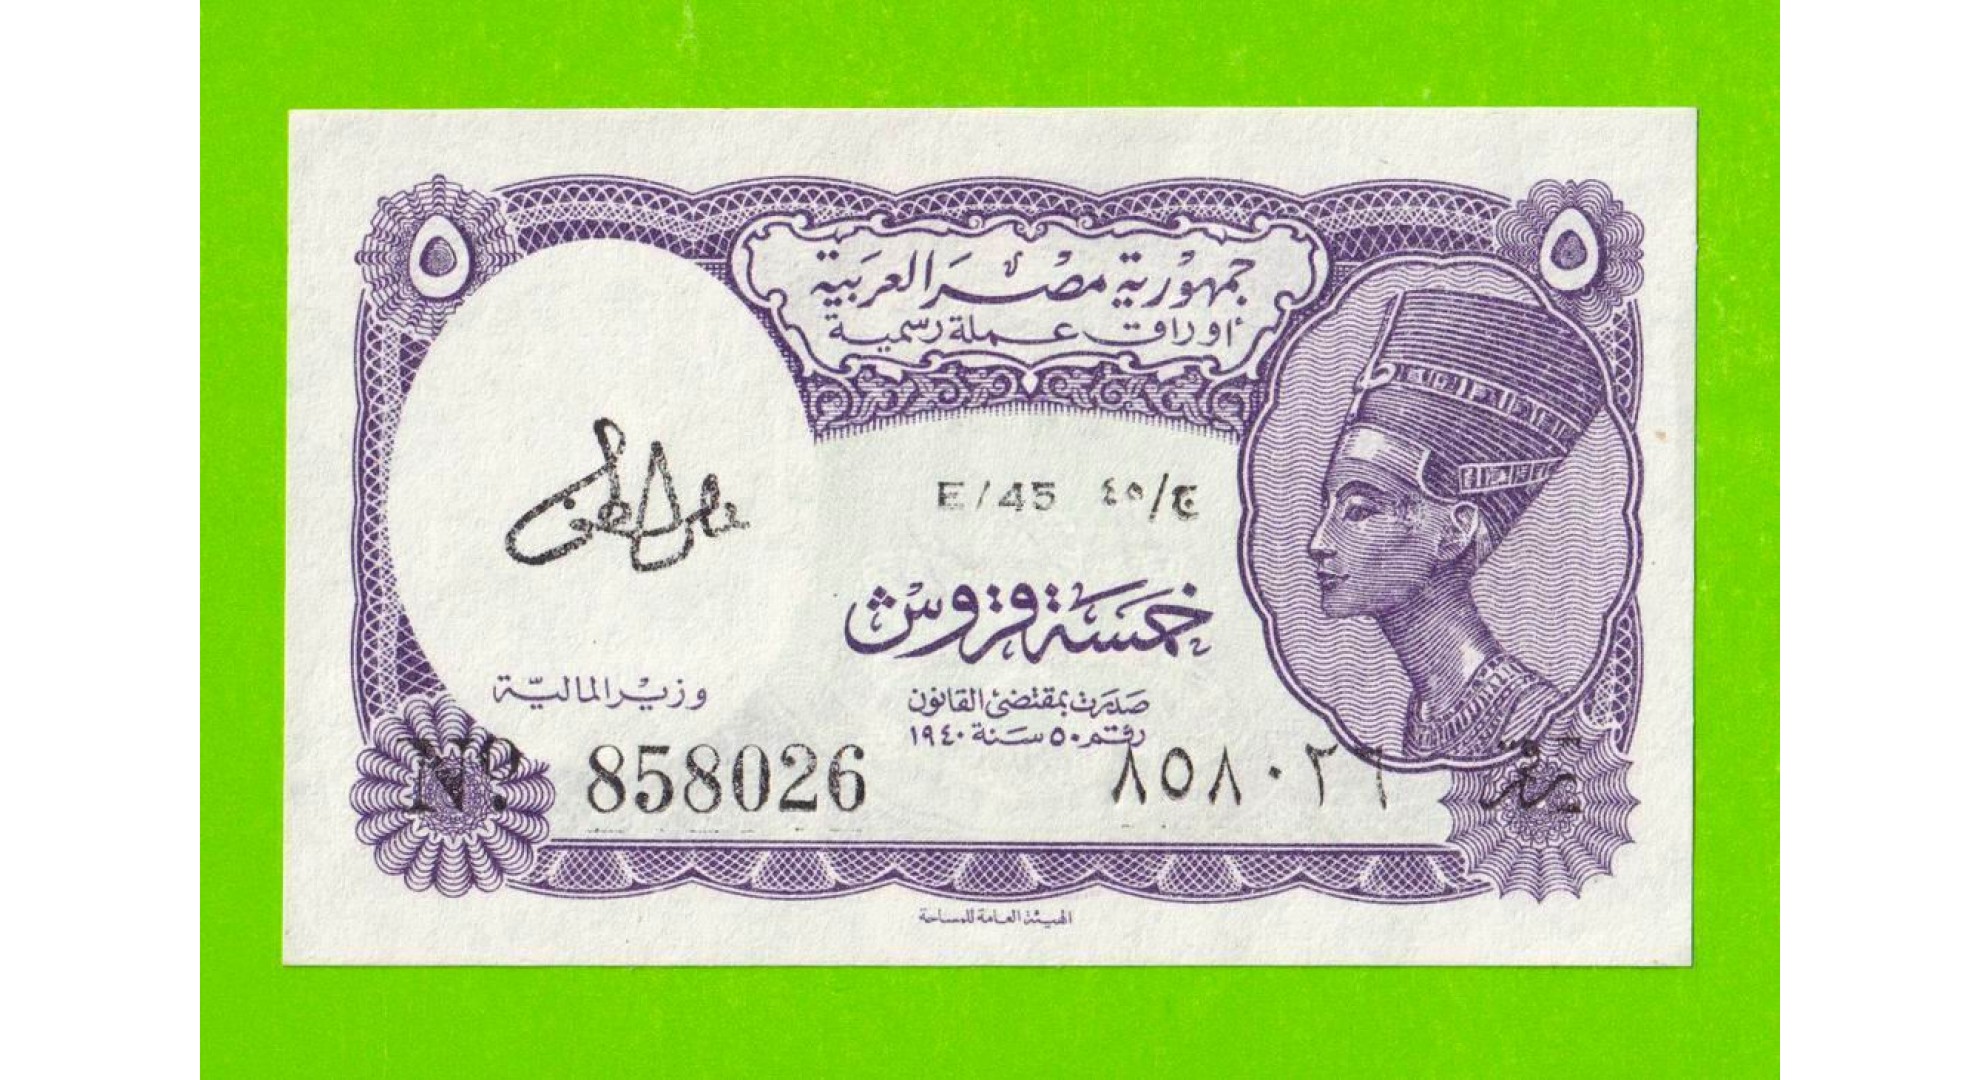 ٥ ٥
جمهورية مصر العربية
أوراق عملة رسمية
E/45 ٤٥/ج
خمسة قروش
وزير المالية
صدرت بمقتضى القانون
رقم ٥٠ سنة ١٩٤٠
Nº 858026 ٨٥٨٠٢٦ نمرة
الهيئة العامة للمساحة